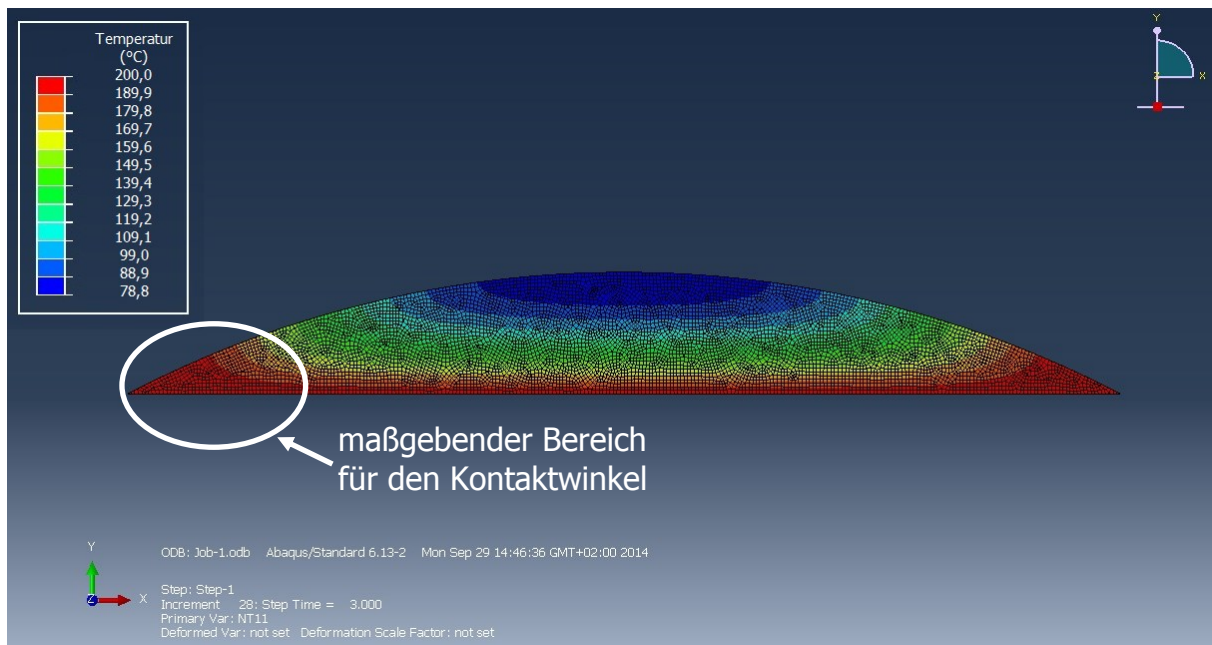 Temperatur
(°C)
200,0
189,9
179,8
169,7
159,6
149,5
139,4
129,3
119,2
109,1
99,0
88,9
78,8
Y
Z X
maßgebender Bereich
für den Kontaktwinkel
Y
Z X
ODB: Job-1.odb Abaqus/Standard 6.13-2 Mon Sep 29 14:46:36 GMT+02:00 2014
Step: Step-1
Increment 28: Step Time = 3.000
Primary Var: NT11
Deformed Var: not set Deformation Scale Factor: not set